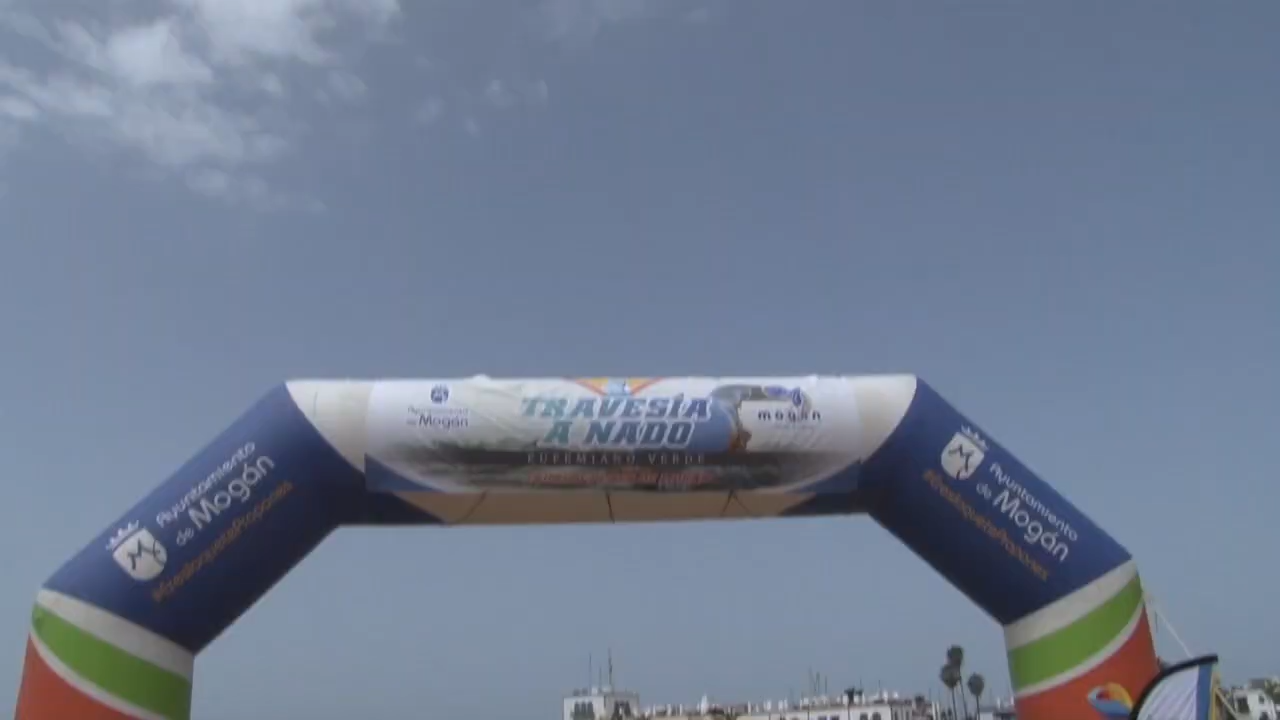 Ayuntamiento
de Mogán
TRAVESÍA
A NADO
EUFEMIANO VERDE
mogán
Ayuntamiento
de Mogán
Ayuntamiento
de Mogán